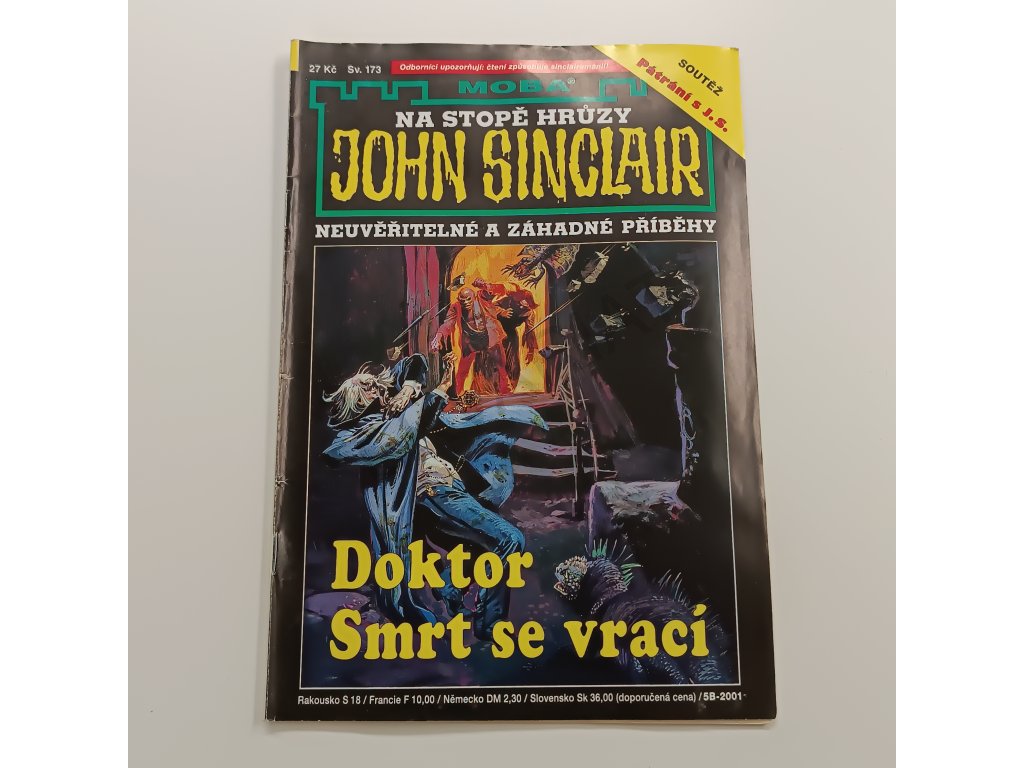 27 Kč Sv. 173
Odborníci upozorňují: čtení způsobuje sinclairomanii!
SOUTĚŽ
Pátrání s J.S.
MOBA®
NA STOPĚ HRŮZY
JOHN SINCLAIR
NEUVĚŘITELNÉ A ZÁHADNÉ PŘÍBĚHY
Doktor
Smrt se vrací
Rakousko S 18 / Francie F 10,00 / Německo DM 2,30 / Slovensko Sk 36,00 (doporučená cena) / 5B-2001